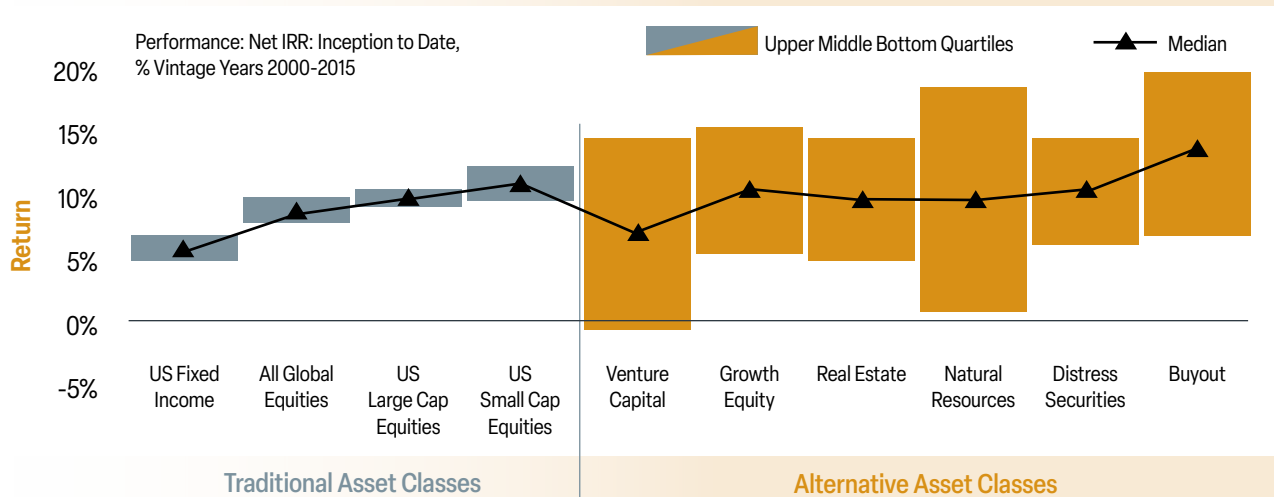 Performance: Net IRR: Inception to Date,
% Vintage Years 2000-2015
Upper Middle Bottom Quartiles
Median
20%
15%
10%
5%
0%
-5%
Return
US Fixed
Income
All Global
Equities
US
Large Cap
Equities
US
Small Cap
Equities
Venture
Capital
Growth
Equity
Real Estate
Natural
Resources
Distress
Securities
Buyout
Traditional Asset Classes
Alternative Asset Classes